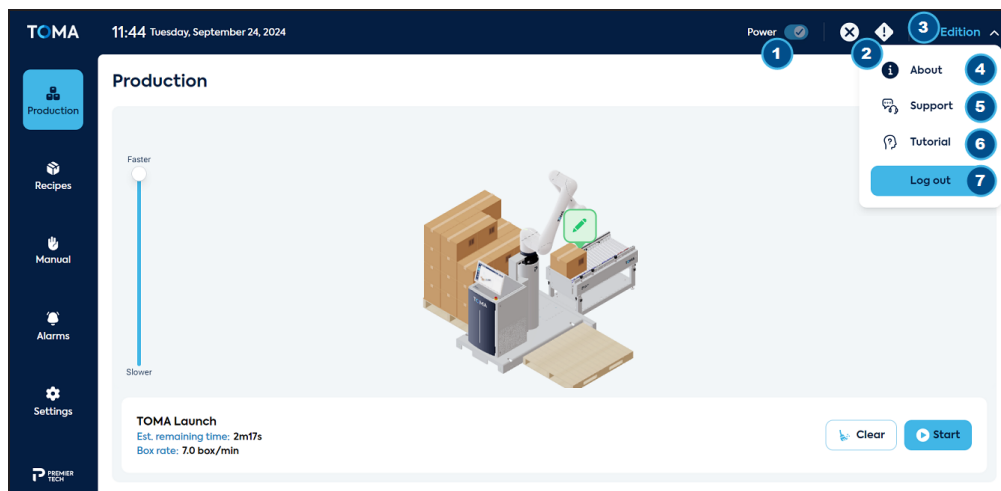 TOMA
11:44 Tuesday, September 24, 2024
Power
1
2
3
Edition
About
4
Support
5
Tutorial
6
Log out
7
Production
Recipes
Manual
Alarms
Settings
PREMIER
TECH
Production
Faster
Slower
TOMA
TOMA Launch
Est. remaining time: 2m17s
Box rate: 7.0 box/min
Clear
Start